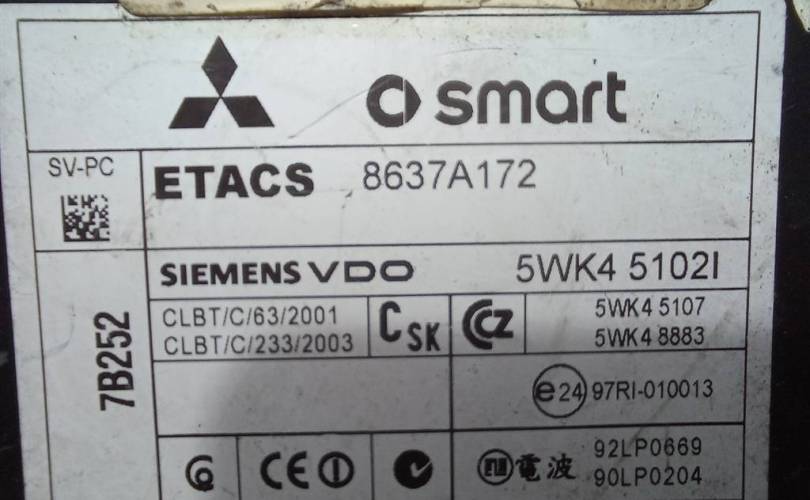 smart
SV-PC
ETACS 8637A172
SIEMENS VDO 5WK4 5102I
7B252
CLBT/C/63/2001
CLBT/C/233/2003
CSK
CCZ
5WK4 5107
5WK4 8883
e24 97RI-010013
CE
電波
92LP0669
90LP0204